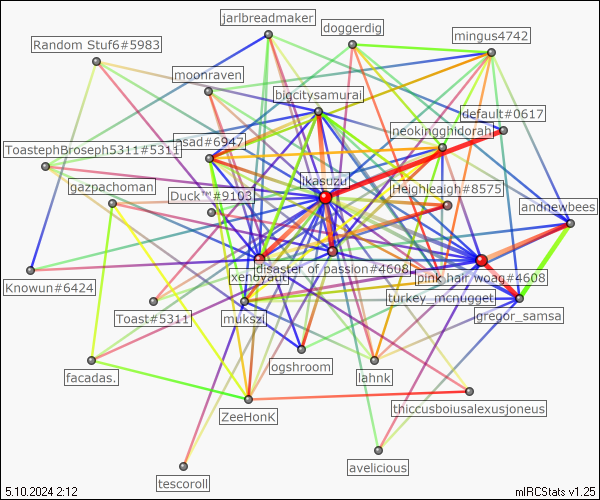 jarlbreadmaker
doggerdig
mingus4742
Random Stuf6#5983
moonraven
bigcitysamurai
default#0617
neokingghidorah
ToastephBroseph5311#5311
asad#6947
ikasuzu
gazpachoman
Duck™#9103
Heighleaigh#8575
andnewbees
xenoyatu
disaster of passion#4608
pink hair woag#4608
Knowun#6424
turkey_mcnugget
Toast#5311
mukszi
gregor_samsa
ogshroom
lahnk
facadas.
thiccusboiusalexusjoneus
ZeeHonK
avelicious
tescoroll
5.10.2024 2:12
mIRCStats v1.25